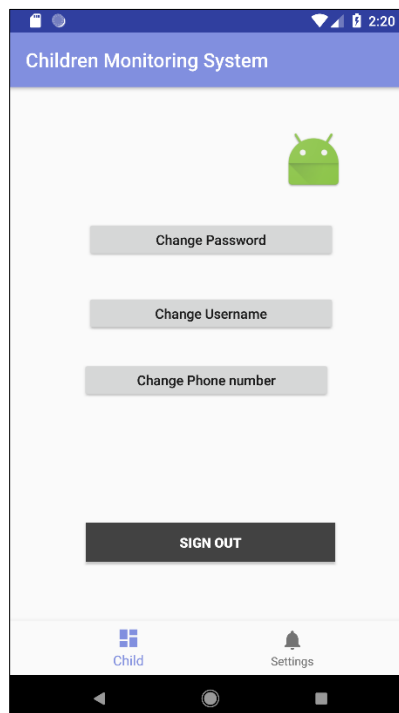 2:20
Children Monitoring System
Change Password
Change Username
Change Phone number
SIGN OUT
Child
Settings